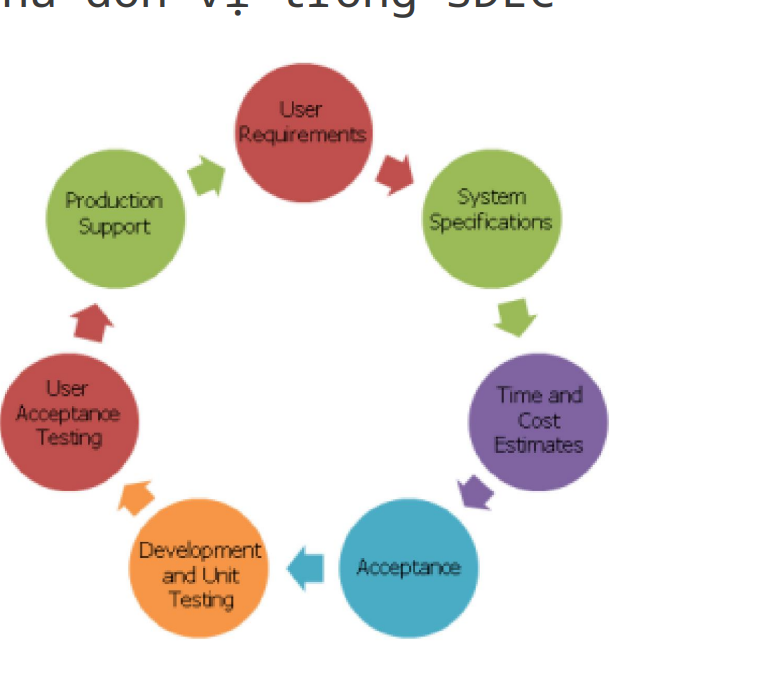 đơn vị trong SDLC
User
Requirements
System
Specifications
Time and
Cost
Estimates
Acceptance
Development
and Unit
Testing
User
Acceptance
Testing
Production
Support